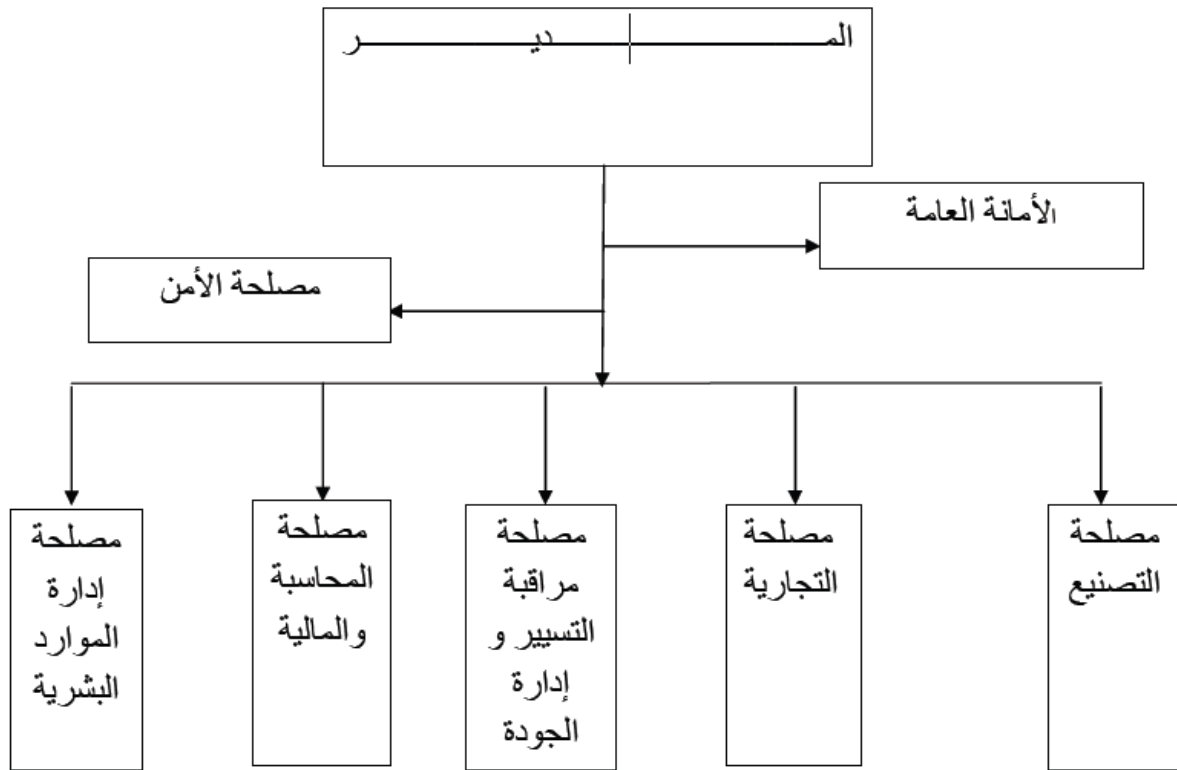 المـــــــــــــديــــــــــــر
الأمانة العامة
مصلحة الأمن
مصلحة
التصنيع
مصلحة
التجارية
مصلحة
مراقبة
التسيير و
إدارة
الجودة
مصلحة
المحاسبة
والمالية
مصلحة
إدارة
الموارد
البشرية